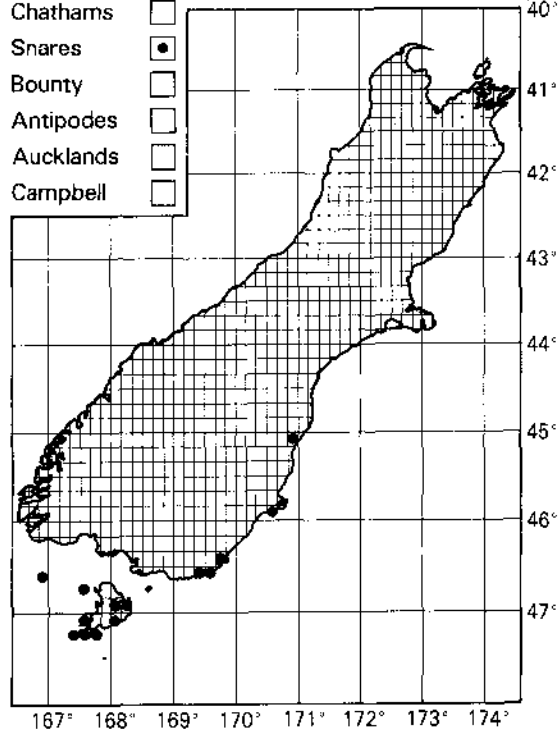 Chathams
Snares
Bounty
Antipodes
Aucklands
Campbell
40°
41°
42°
43°
44°
45°
46°
47°
167° 168° 169° 170° 171° 172° 173° 174°